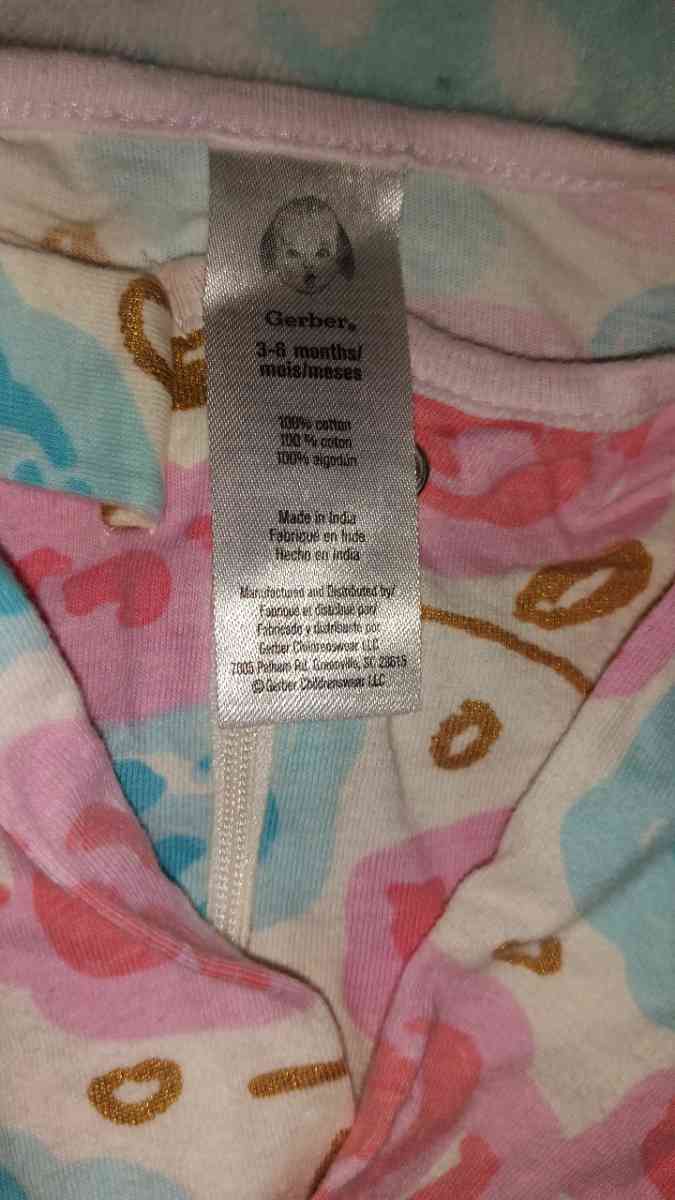 Gerber®
3-6 months/
mois/meses
100% cotton
100 % coton
100% algodón
Made in India
Fabriqué en Inde
Hecho en India
Manufactured and Distributed by/
Fabriqué et distribué par/
Fabricado y distribuido por
Gerber Childrenswear LLC
7005 Pelham Rd. Greenville, SC 29615
© Gerber Childrenswear LLC